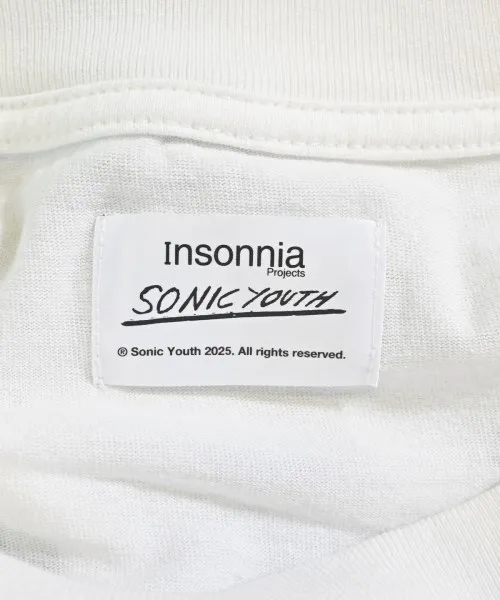 Insonnia
Projects
SONIC YOUTH
® Sonic Youth 2025. All rights reserved.